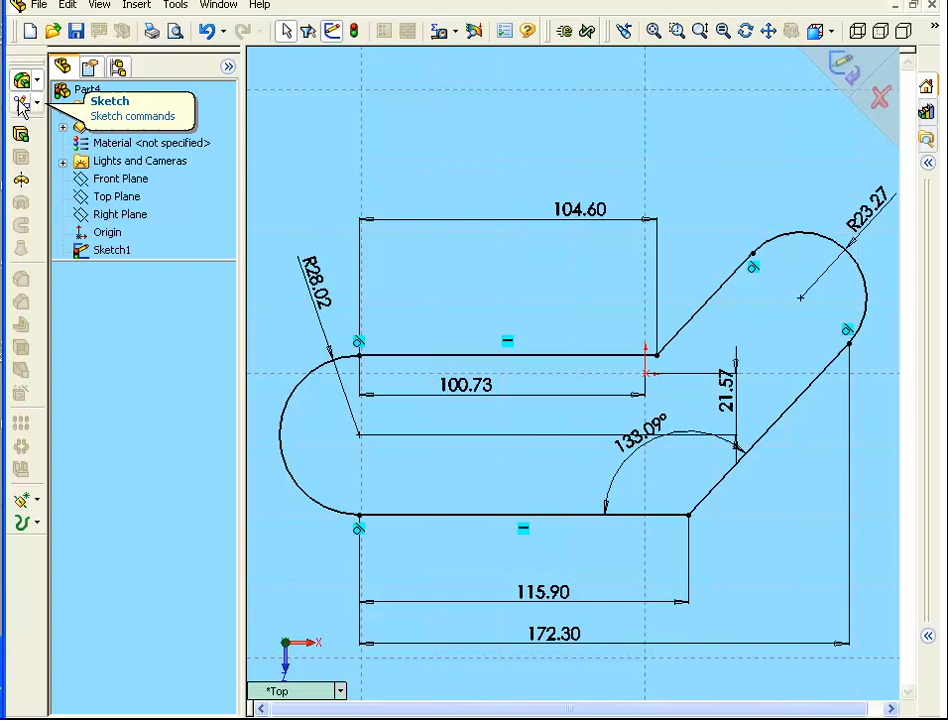 File Edit View Insert Tools Window Help
Part4
Sketch
Sketch commands
Material <not specified>
Lights and Cameras
Front Plane
Top Plane
Right Plane
Origin
Sketch1
104.60
R23.27
R28.02
100.73
21.57
133.09°
115.90
172.30
X
*Top